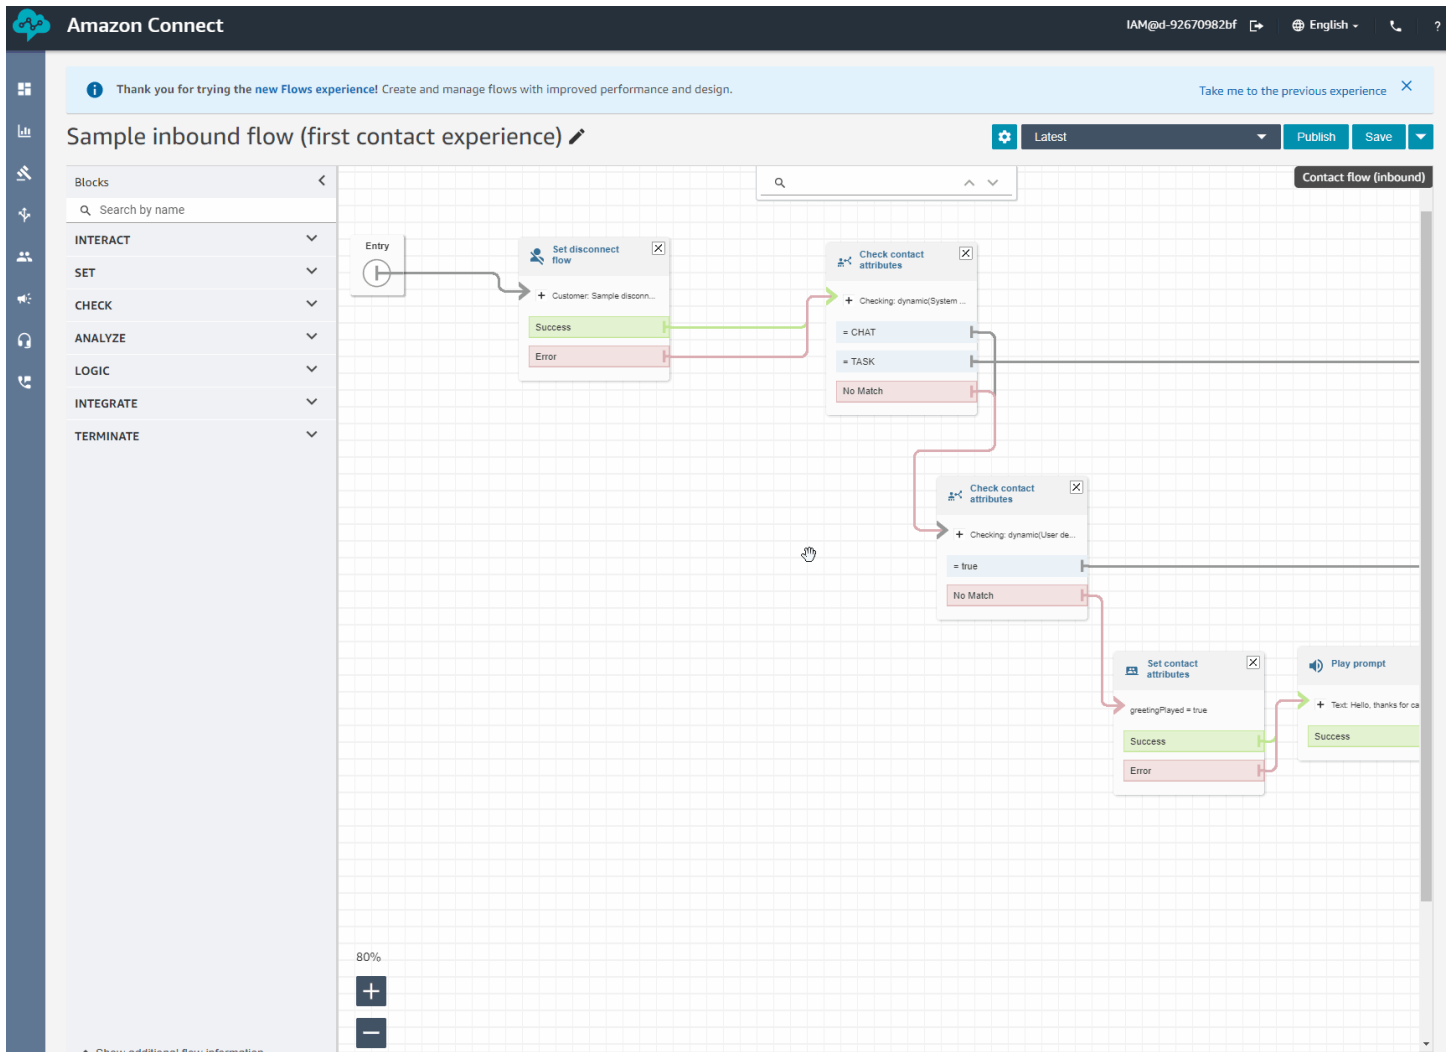 Amazon Connect
IAM@d-92670982bf
English
?
Thank you for trying the new Flows experience! Create and manage flows with improved performance and design.
Take me to the previous experience
Sample inbound flow (first contact experience)
Latest
Publish
Save
Blocks
Search by name
INTERACT
SET
CHECK
ANALYZE
LOGIC
INTEGRATE
TERMINATE
Contact flow (inbound)
Entry
Set disconnect
flow
Customer: Sample disconn...
Success
Error
Check contact
attributes
Checking: dynamic(System ...
= CHAT
= TASK
No Match
Check contact
attributes
Checking: dynamic(User de...
= true
No Match
Set contact
attributes
greetingPlayed = true
Success
Error
Play prompt
Text: Hello, thanks for ca
Success
80%
Show additional flow information